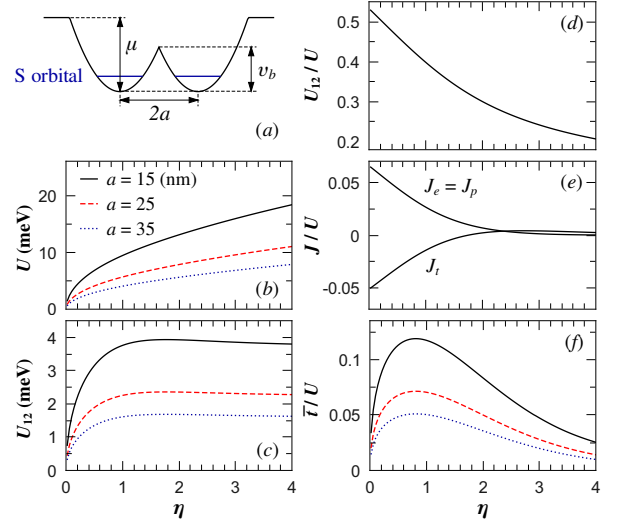 μ
S orbital
v_b
2a
(a)
U_12 / U
0.5
0.4
0.3
0.2
(d)
U (meV)
20
10
0
a = 15 (nm)
a = 25
a = 35
(b)
J / U
0.05
0
-0.05
J_e = J_p
J_t
(e)
U_12 (meV)
5
4
3
2
1
0
(c)
0 1 2 3 4
η
t̄ / U
0.1
0.05
0
(f)
0 1 2 3 4
η